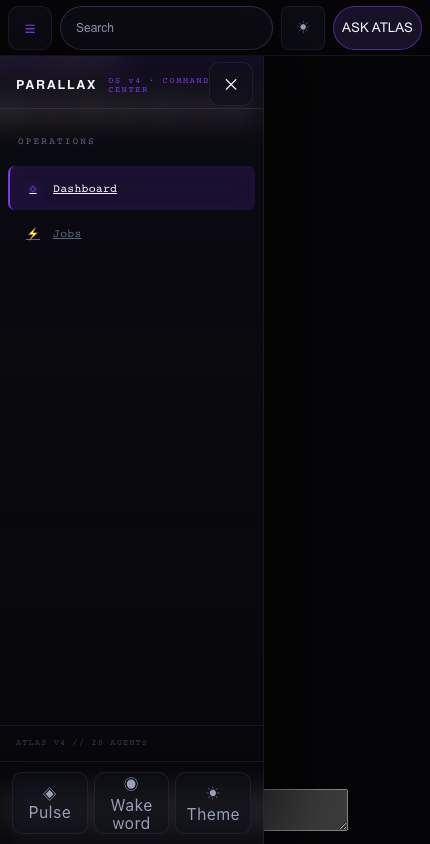 Search
ASK ATLAS
PARALLAX
OS v4 · COMMAND
CENTER
OPERATIONS
Dashboard
Jobs
ATLAS V4 // 20 AGENTS
Pulse
Wake
word
Theme